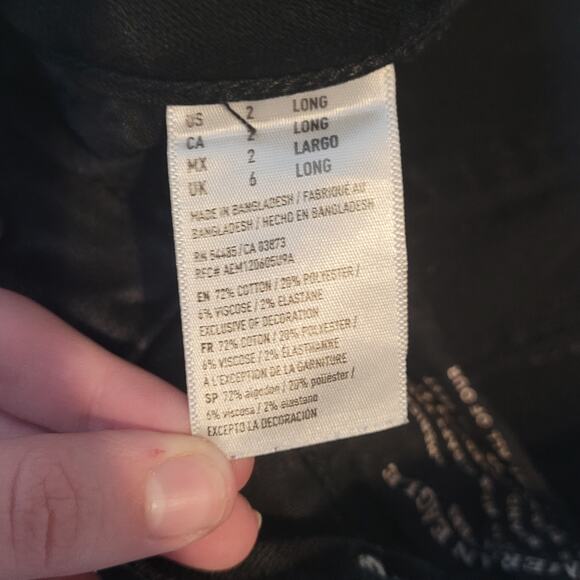 US 2 LONG
CA 2 LONG
MX 2 LARGO
UK 6 LONG
MADE IN BANGLADESH / FABRIQUE AU
BANGLADESH / HECHO EN BANGLADESH
RN 54485 / CA 03873
RFC# AEM120605U9A
EN 72% COTTON / 20% POLYESTER /
6% VISCOSE / 2% ELASTANE
EXCLUSIVE OF DECORATION
FR 72% COTON / 20% POLYESTER /
6% VISCOSE / 2% ÉLASTHANNE
À L'EXCEPTION DE LA GARNITURE
SP 72% algodon / 20% poliéster /
6% viscosa / 2% elastano
EXCEPTO LA DECORACIÓN
OF OUR